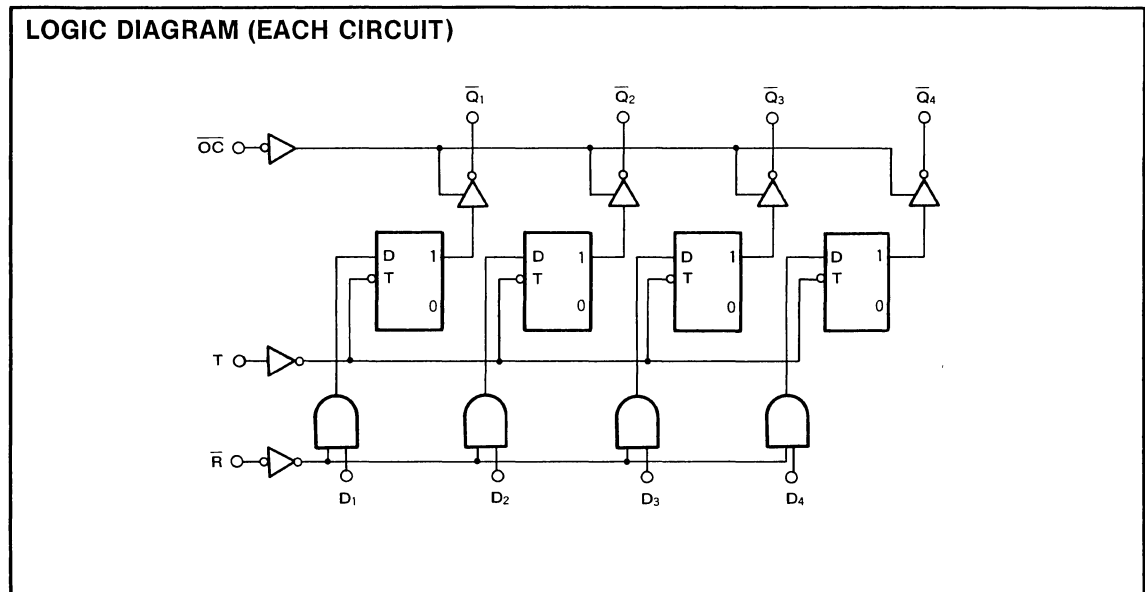 LOGIC DIAGRAM (EACH CIRCUIT)
Q̅₁ Q̅₂ Q̅₃ Q̅₄
O̅C̅
D 1 D 1 D 1 D 1
T T T T
0 0 0 0
T
R̅
D₁ D₂ D₃ D₄